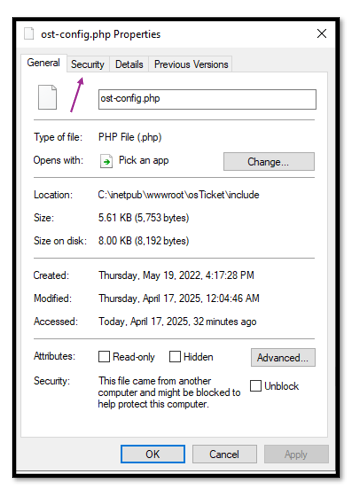 ost-config.php Properties
General Security Details Previous Versions
ost-config.php
Type of file: PHP File (.php)
Opens with: Pick an app Change...
Location: C:\inetpub\wwwroot\osTicket\include
Size: 5.61 KB (5,753 bytes)
Size on disk: 8.00 KB (8,192 bytes)
Created: Thursday, May 19, 2022, 4:17:28 PM
Modified: Thursday, April 17, 2025, 12:04:46 AM
Accessed: Today, April 17, 2025, 32 minutes ago
Attributes: Read-only Hidden Advanced...
Security: This file came from another
computer and might be blocked to
help protect this computer.
Unblock
OK Cancel Apply